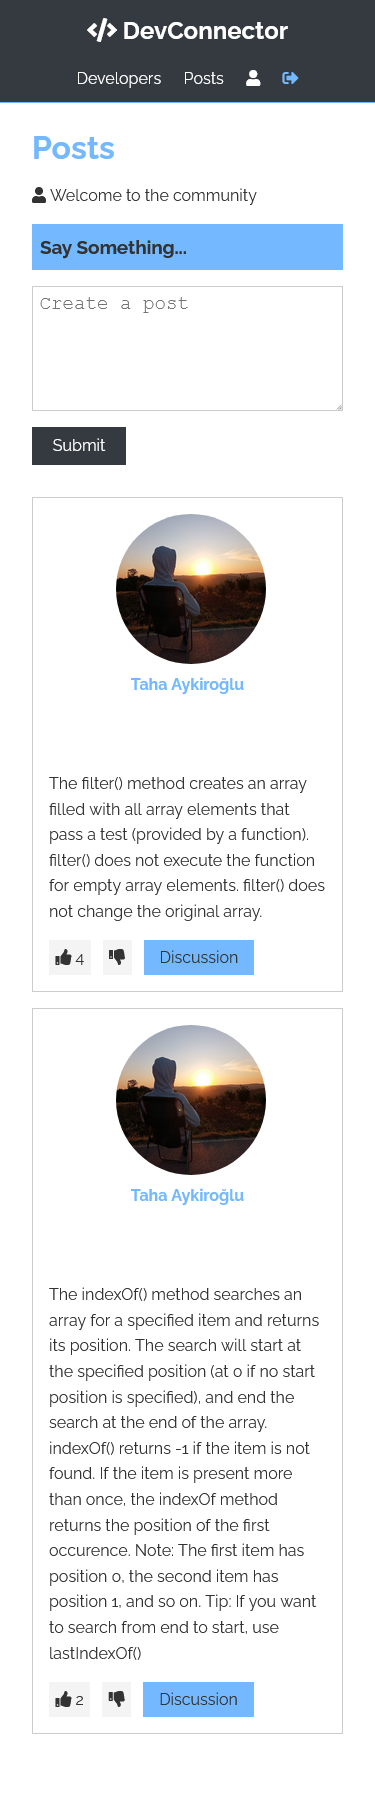 DevConnector
Developers Posts
Posts
Welcome to the community
Say Something...
Create a post
Submit
Taha Aykiroğlu
The filter() method creates an array
filled with all array elements that
pass a test (provided by a function).
filter() does not execute the function
for empty array elements. filter() does
not change the original array.
4 Discussion
Taha Aykiroğlu
The indexOf() method searches an
array for a specified item and returns
its position. The search will start at
the specified position (at 0 if no start
position is specified), and end the
search at the end of the array.
indexOf() returns -1 if the item is not
found. If the item is present more
than once, the indexOf method
returns the position of the first
occurence. Note: The first item has
position 0, the second item has
position 1, and so on. Tip: If you want
to search from end to start, use
lastIndexOf()
2 Discussion